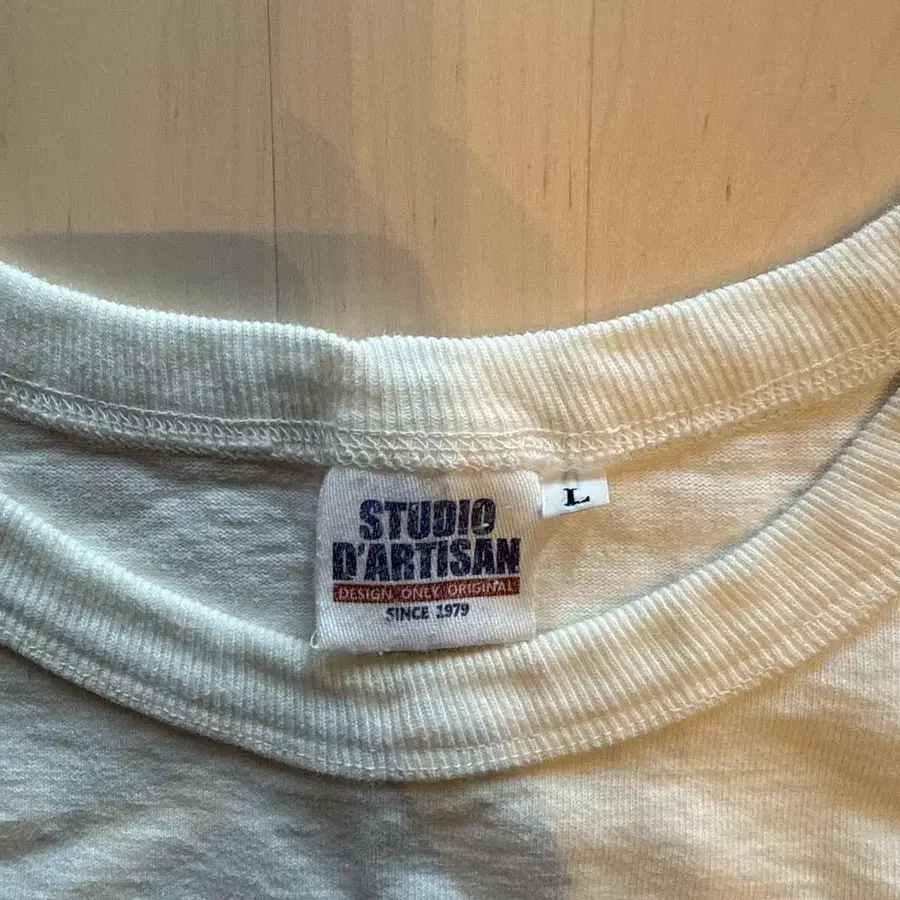 STUDIO
D'ARTISAN
DESIGN ONLY ORIGINAL
SINCE 1979
L